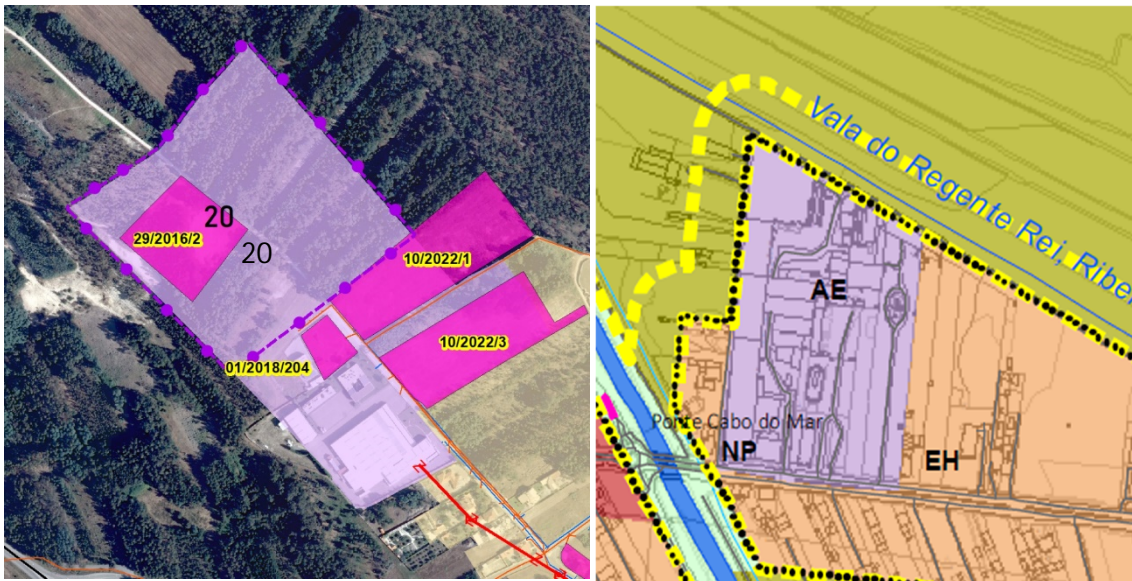 20
29/2016/2
20
10/2022/1
10/2022/3
01/2018/204
Vala do Regente Rei, Ribei
AE
Ponte Cabo do Mar
NP
EH